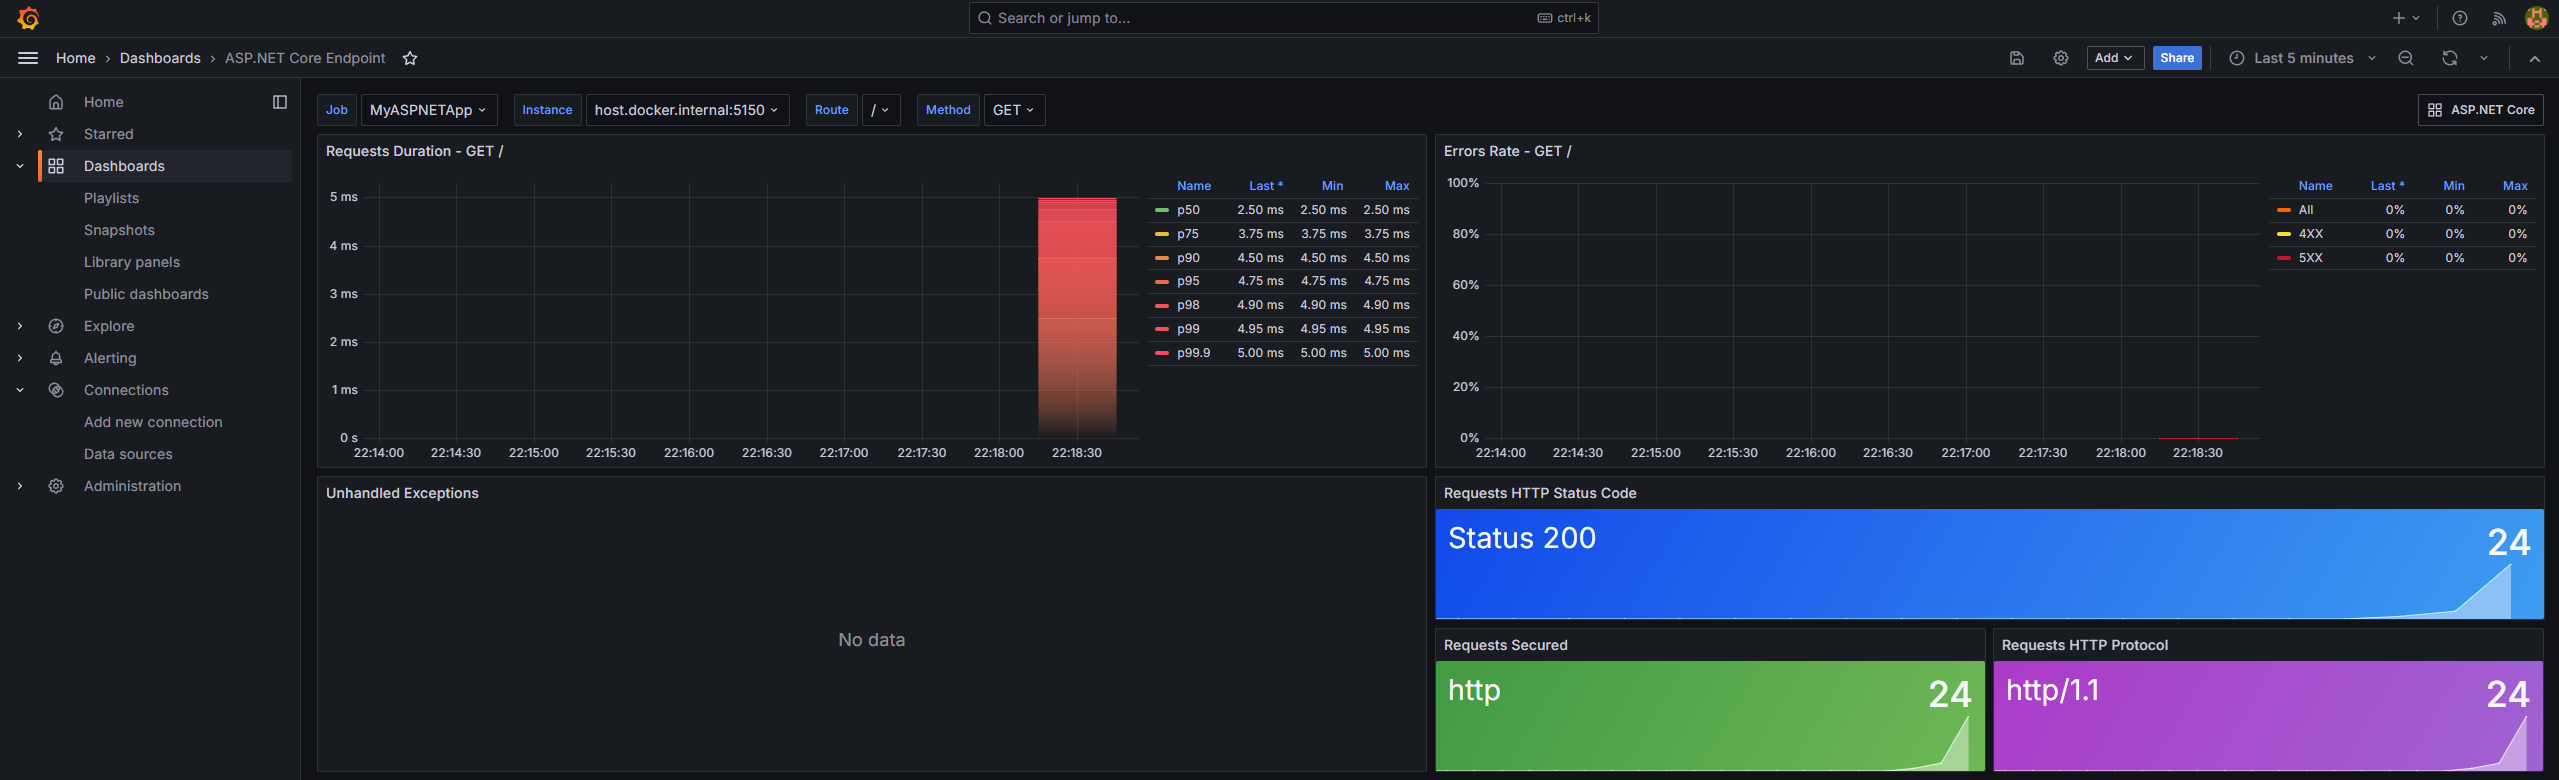 Search or jump to...
ctrl+k
Home › Dashboards › ASP.NET Core Endpoint
Add
Share
Last 5 minutes
Home
Starred
Dashboards
Playlists
Snapshots
Library panels
Public dashboards
Explore
Alerting
Connections
Add new connection
Data sources
Administration
Job MyASPNETApp Instance host.docker.internal:5150 Route / Method GET
ASP.NET Core
Requests Duration - GET /
5 ms
4 ms
3 ms
2 ms
1 ms
0 s
22:14:00 22:14:30 22:15:00 22:15:30 22:16:00 22:16:30 22:17:00 22:17:30 22:18:00 22:18:30
Name Last * Min Max
p50 2.50 ms 2.50 ms 2.50 ms
p75 3.75 ms 3.75 ms 3.75 ms
p90 4.50 ms 4.50 ms 4.50 ms
p95 4.75 ms 4.75 ms 4.75 ms
p98 4.90 ms 4.90 ms 4.90 ms
p99 4.95 ms 4.95 ms 4.95 ms
p99.9 5.00 ms 5.00 ms 5.00 ms
Errors Rate - GET /
100%
80%
60%
40%
20%
0%
22:14:00 22:14:30 22:15:00 22:15:30 22:16:00 22:16:30 22:17:00 22:17:30 22:18:00 22:18:30
Name Last * Min Max
All 0% 0% 0%
4XX 0% 0% 0%
5XX 0% 0% 0%
Unhandled Exceptions
No data
Requests HTTP Status Code
Status 200 24
Requests Secured
http 24
Requests HTTP Protocol
http/1.1 24